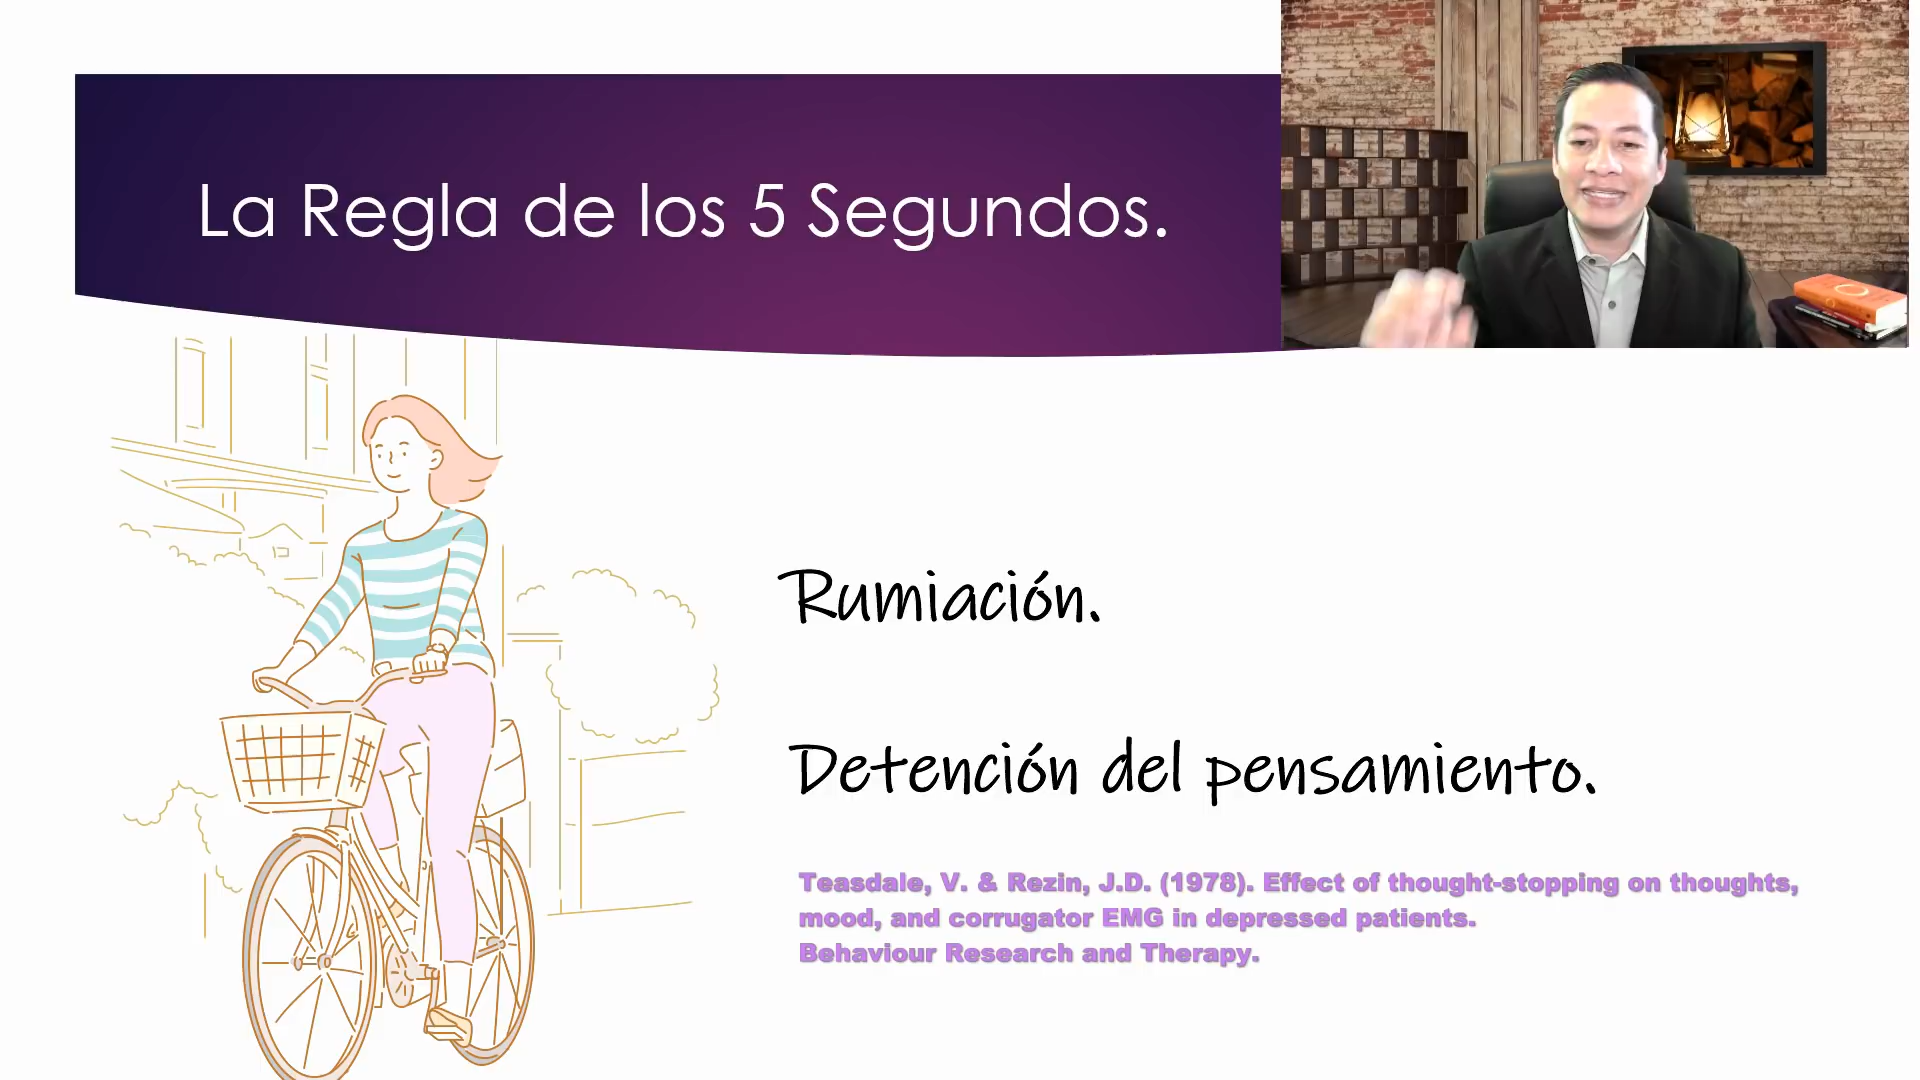 La Regla de los 5 Segundos.
Rumiación.
Detención del pensamiento.
Teasdale, V. & Rezin, J.D. (1978). Effect of thought-stopping on thoughts,
mood, and corrugator EMG in depressed patients.
Behaviour Research and Therapy.